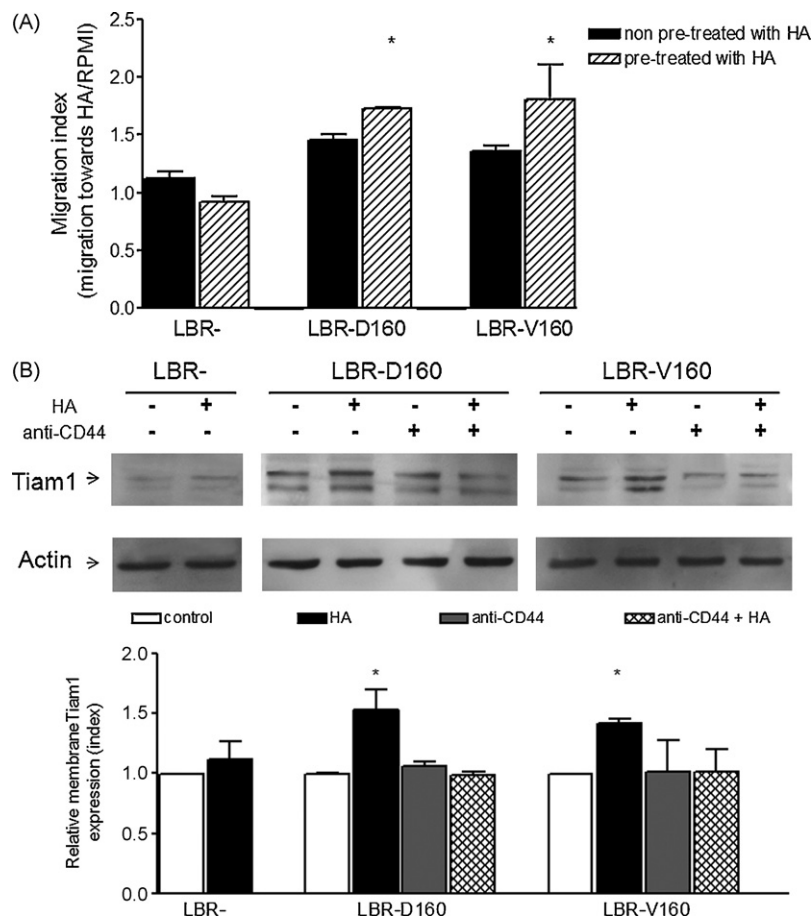 (A)
non pre-treated with HA
pre-treated with HA
* *
Migration index
(migration towards HA/RPMI)
2.5
2.0
1.5
1.0
0.5
0.0
LBR- LBR-D160 LBR-V160
(B)
LBR- LBR-D160 LBR-V160
HA - + - + - + - + - +
anti-CD44 - - - - + + - - + +
Tiam1
Actin
control HA anti-CD44 anti-CD44 + HA
Relative membraneTiam1
expression (index)
2.0
1.5
1.0
0.5
0.0
* *
LBR- LBR-D160 LBR-V160